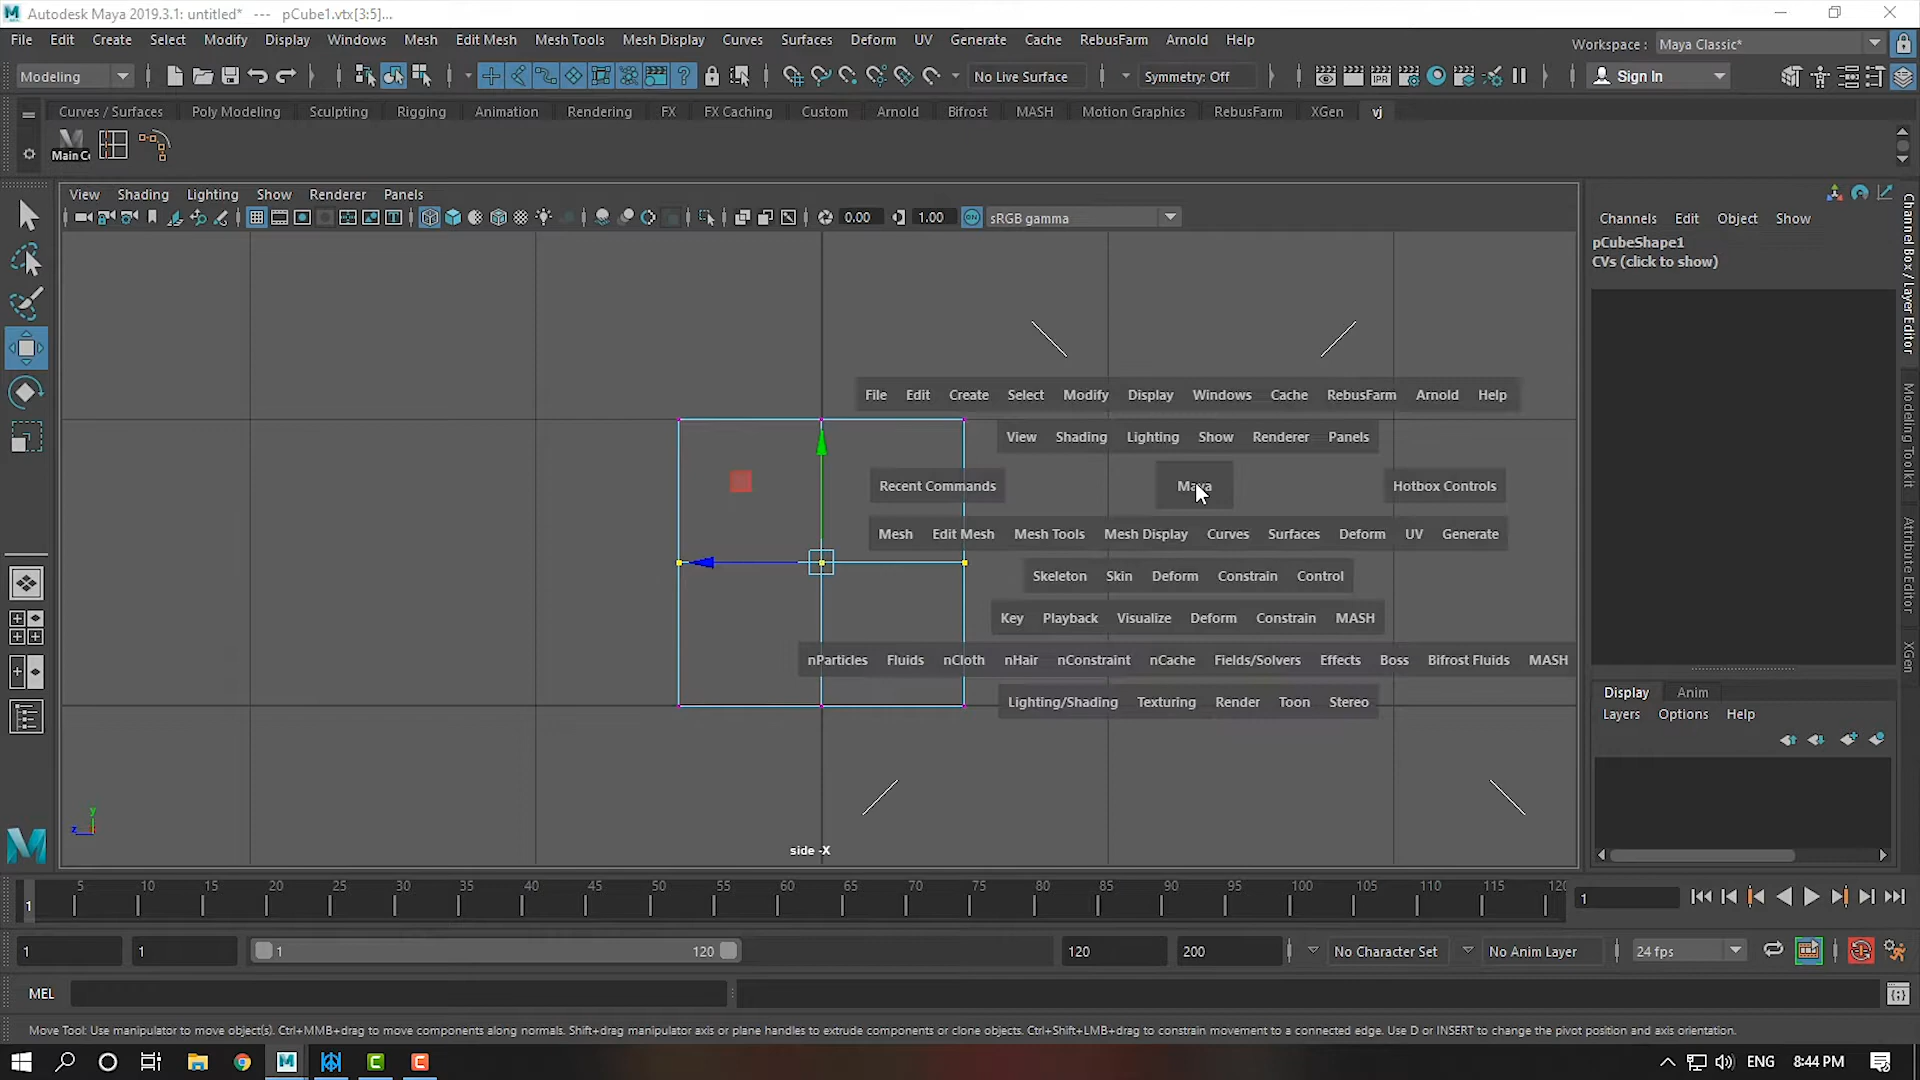 Autodesk Maya 2019.3.1: untitled* --- pCube1.vtx[3:5]...
File Edit Create Select Modify Display Windows Mesh Edit Mesh Mesh Tools Mesh Display Curves Surfaces Deform UV Generate Cache RebusFarm Arnold Help
Workspace : Maya Classic*
Modeling No Live Surface Symmetry: Off Sign In
Curves / Surfaces Poly Modeling Sculpting Rigging Animation Rendering FX FX Caching Custom Arnold Bifrost MASH Motion Graphics RebusFarm XGen vj
Main Cc
View Shading Lighting Show Renderer Panels
0.00 1.00 ON sRGB gamma
Channels Edit Object Show
pCubeShape1
CVs (click to show)
Channel Box / Layer Editor
Modeling Toolkit
Attribute Editor
XGen
File Edit Create Select Modify Display Windows Cache RebusFarm Arnold Help
View Shading Lighting Show Renderer Panels
Recent Commands Maya Hotbox Controls
Mesh Edit Mesh Mesh Tools Mesh Display Curves Surfaces Deform UV Generate
Skeleton Skin Deform Constrain Control
Key Playback Visualize Deform Constrain MASH
nParticles Fluids nCloth nHair nConstraint nCache Fields/Solvers Effects Boss Bifrost Fluids MASH
Lighting/Shading Texturing Render Toon Stereo
Display Anim
Layers Options Help
y
z
side -X
5 10 15 20 25 30 35 40 45 50 55 60 65 70 75 80 85 90 95 100 105 110 115 120
1 1
1 1 1 120 120 200 No Character Set No Anim Layer 24 fps
MEL
Move Tool: Use manipulator to move object(s). Ctrl+MMB+drag to move components along normals. Shift+drag manipulator axis or plane handles to extrude components or clone objects. Ctrl+Shift+LMB+drag to constrain movement to a connected edge. Use D or INSERT to change the pivot position and axis orientation.
ENG 8:44 PM